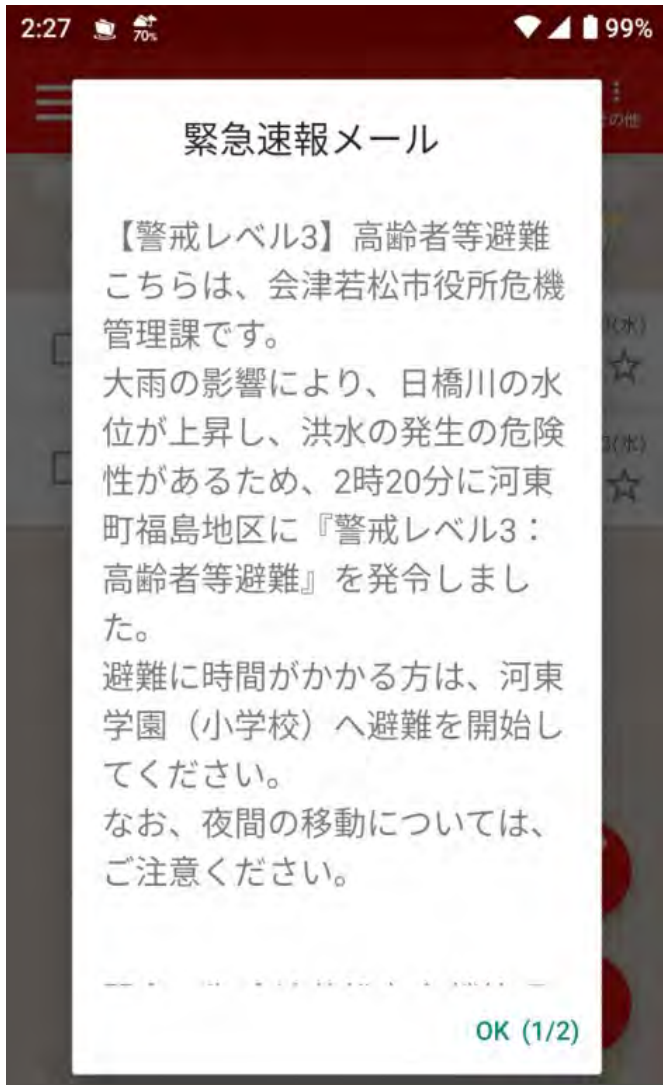 2:27
70%
99%
その他
緊急速報メール
【警戒レベル3】高齢者等避難
こちらは、会津若松市役所危機
管理課です。
大雨の影響により、日橋川の水
位が上昇し、洪水の発生の危険
性があるため、2時20分に河東
町福島地区に『警戒レベル3：
高齢者等避難』を発令しまし
た。
避難に時間がかかる方は、河東
学園（小学校）へ避難を開始し
てください。
なお、夜間の移動については、
ご注意ください。
(水)
3(水)
OK (1/2)